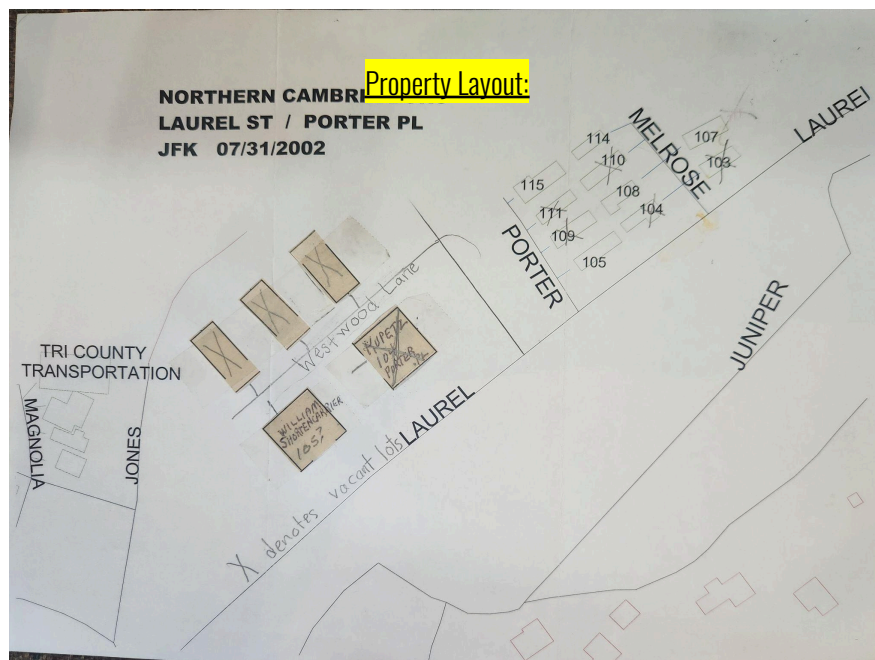 Property Layout:
NORTHERN CAMBRI
LAUREL ST / PORTER PL
JFK 07/31/2002
MELROSE
LAUREL
114
107
110
103
115
108
111
104
109
105
PORTER
JUNIPER
Westwood Lane
TRI COUNTY
TRANSPORTATION
MAGNOLIA
JONES
PORTER
WILLIAM
1057
LAUREL
X denotes vacant lots